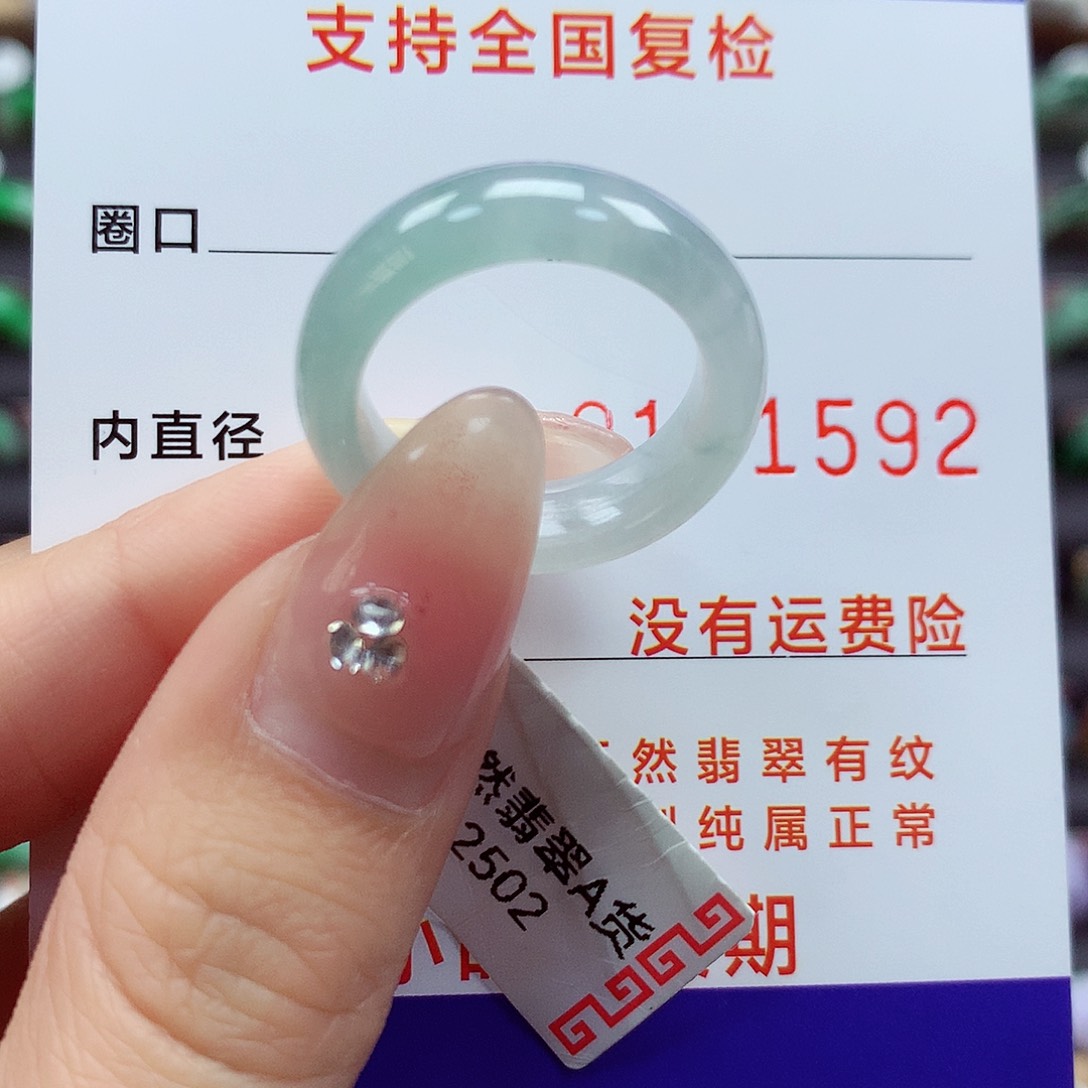 支持全国复检
圈口
内直径
1592
没有运费险
然翡翠有纹
纯属正常
期
然翡翠A货
2502